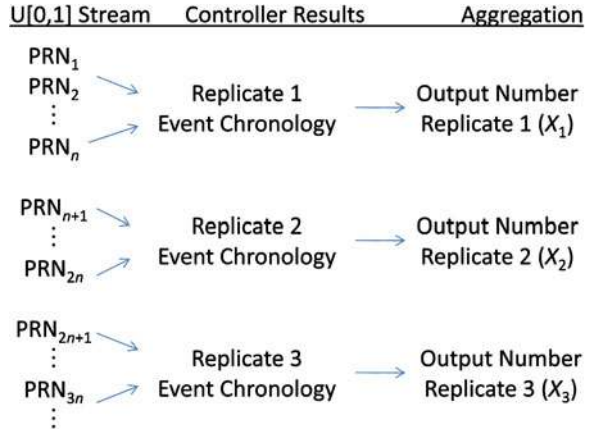 U[0,1] Stream Controller Results Aggregation
PRN₁
PRN₂
⋮
PRNₙ
Replicate 1
Event Chronology
Output Number
Replicate 1 (X₁)
PRNₙ₊₁
⋮
PRN₂ₙ
Replicate 2
Event Chronology
Output Number
Replicate 2 (X₂)
PRN₂ₙ₊₁
⋮
PRN₃ₙ
⋮
Replicate 3
Event Chronology
Output Number
Replicate 3 (X₃)